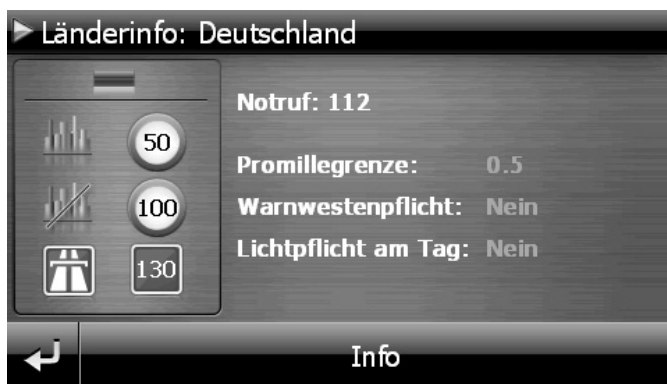 Länderinfo: Deutschland
Notruf: 112
50
Promillegrenze: 0.5
100
Warnwestenpflicht: Nein
Lichtpflicht am Tag: Nein
130
Info